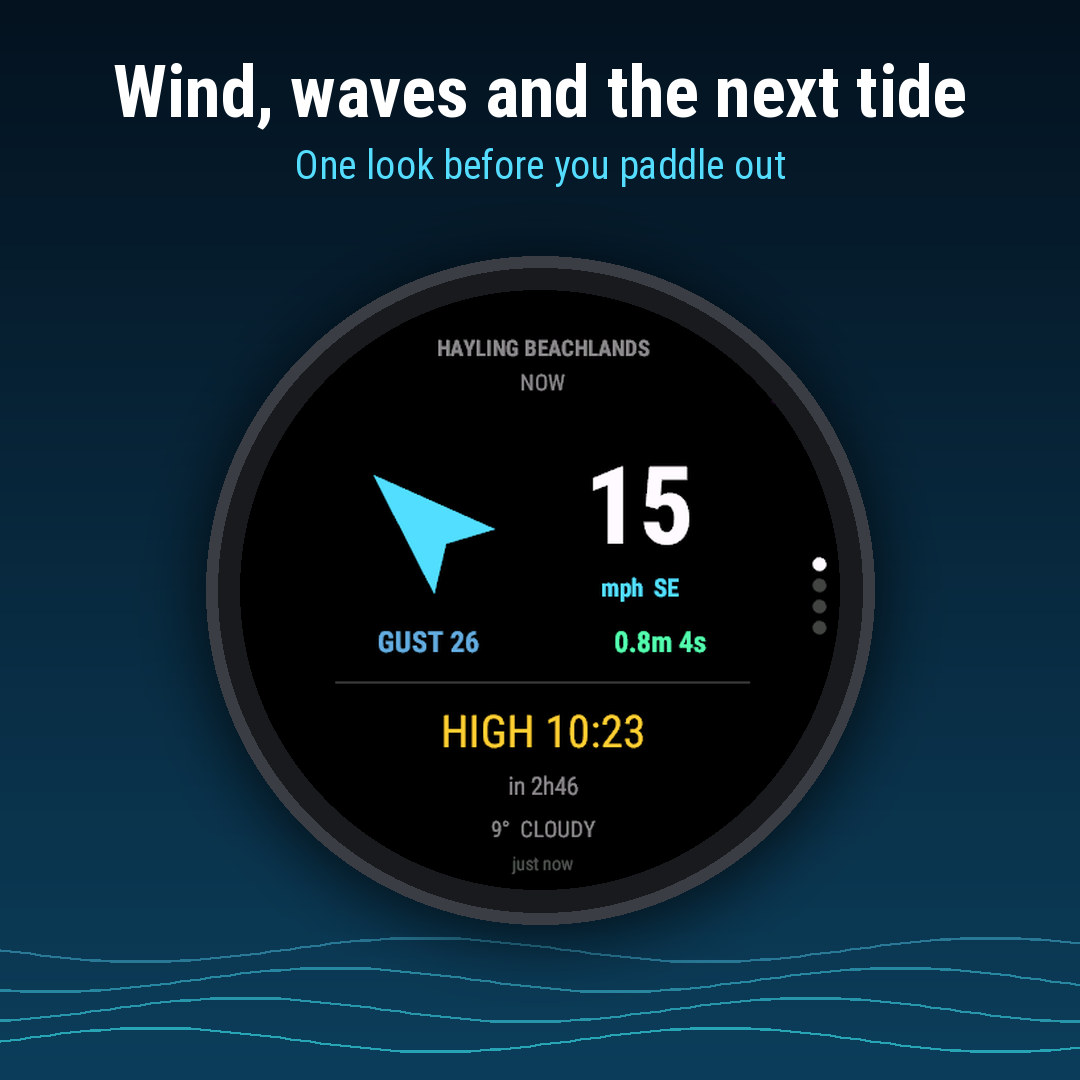 Wind, waves and the next tide
One look before you paddle out
HAYLING BEACHLANDS
NOW
15
mph SE
GUST 26
0.8m 4s
HIGH 10:23
in 2h46
9° CLOUDY
just now